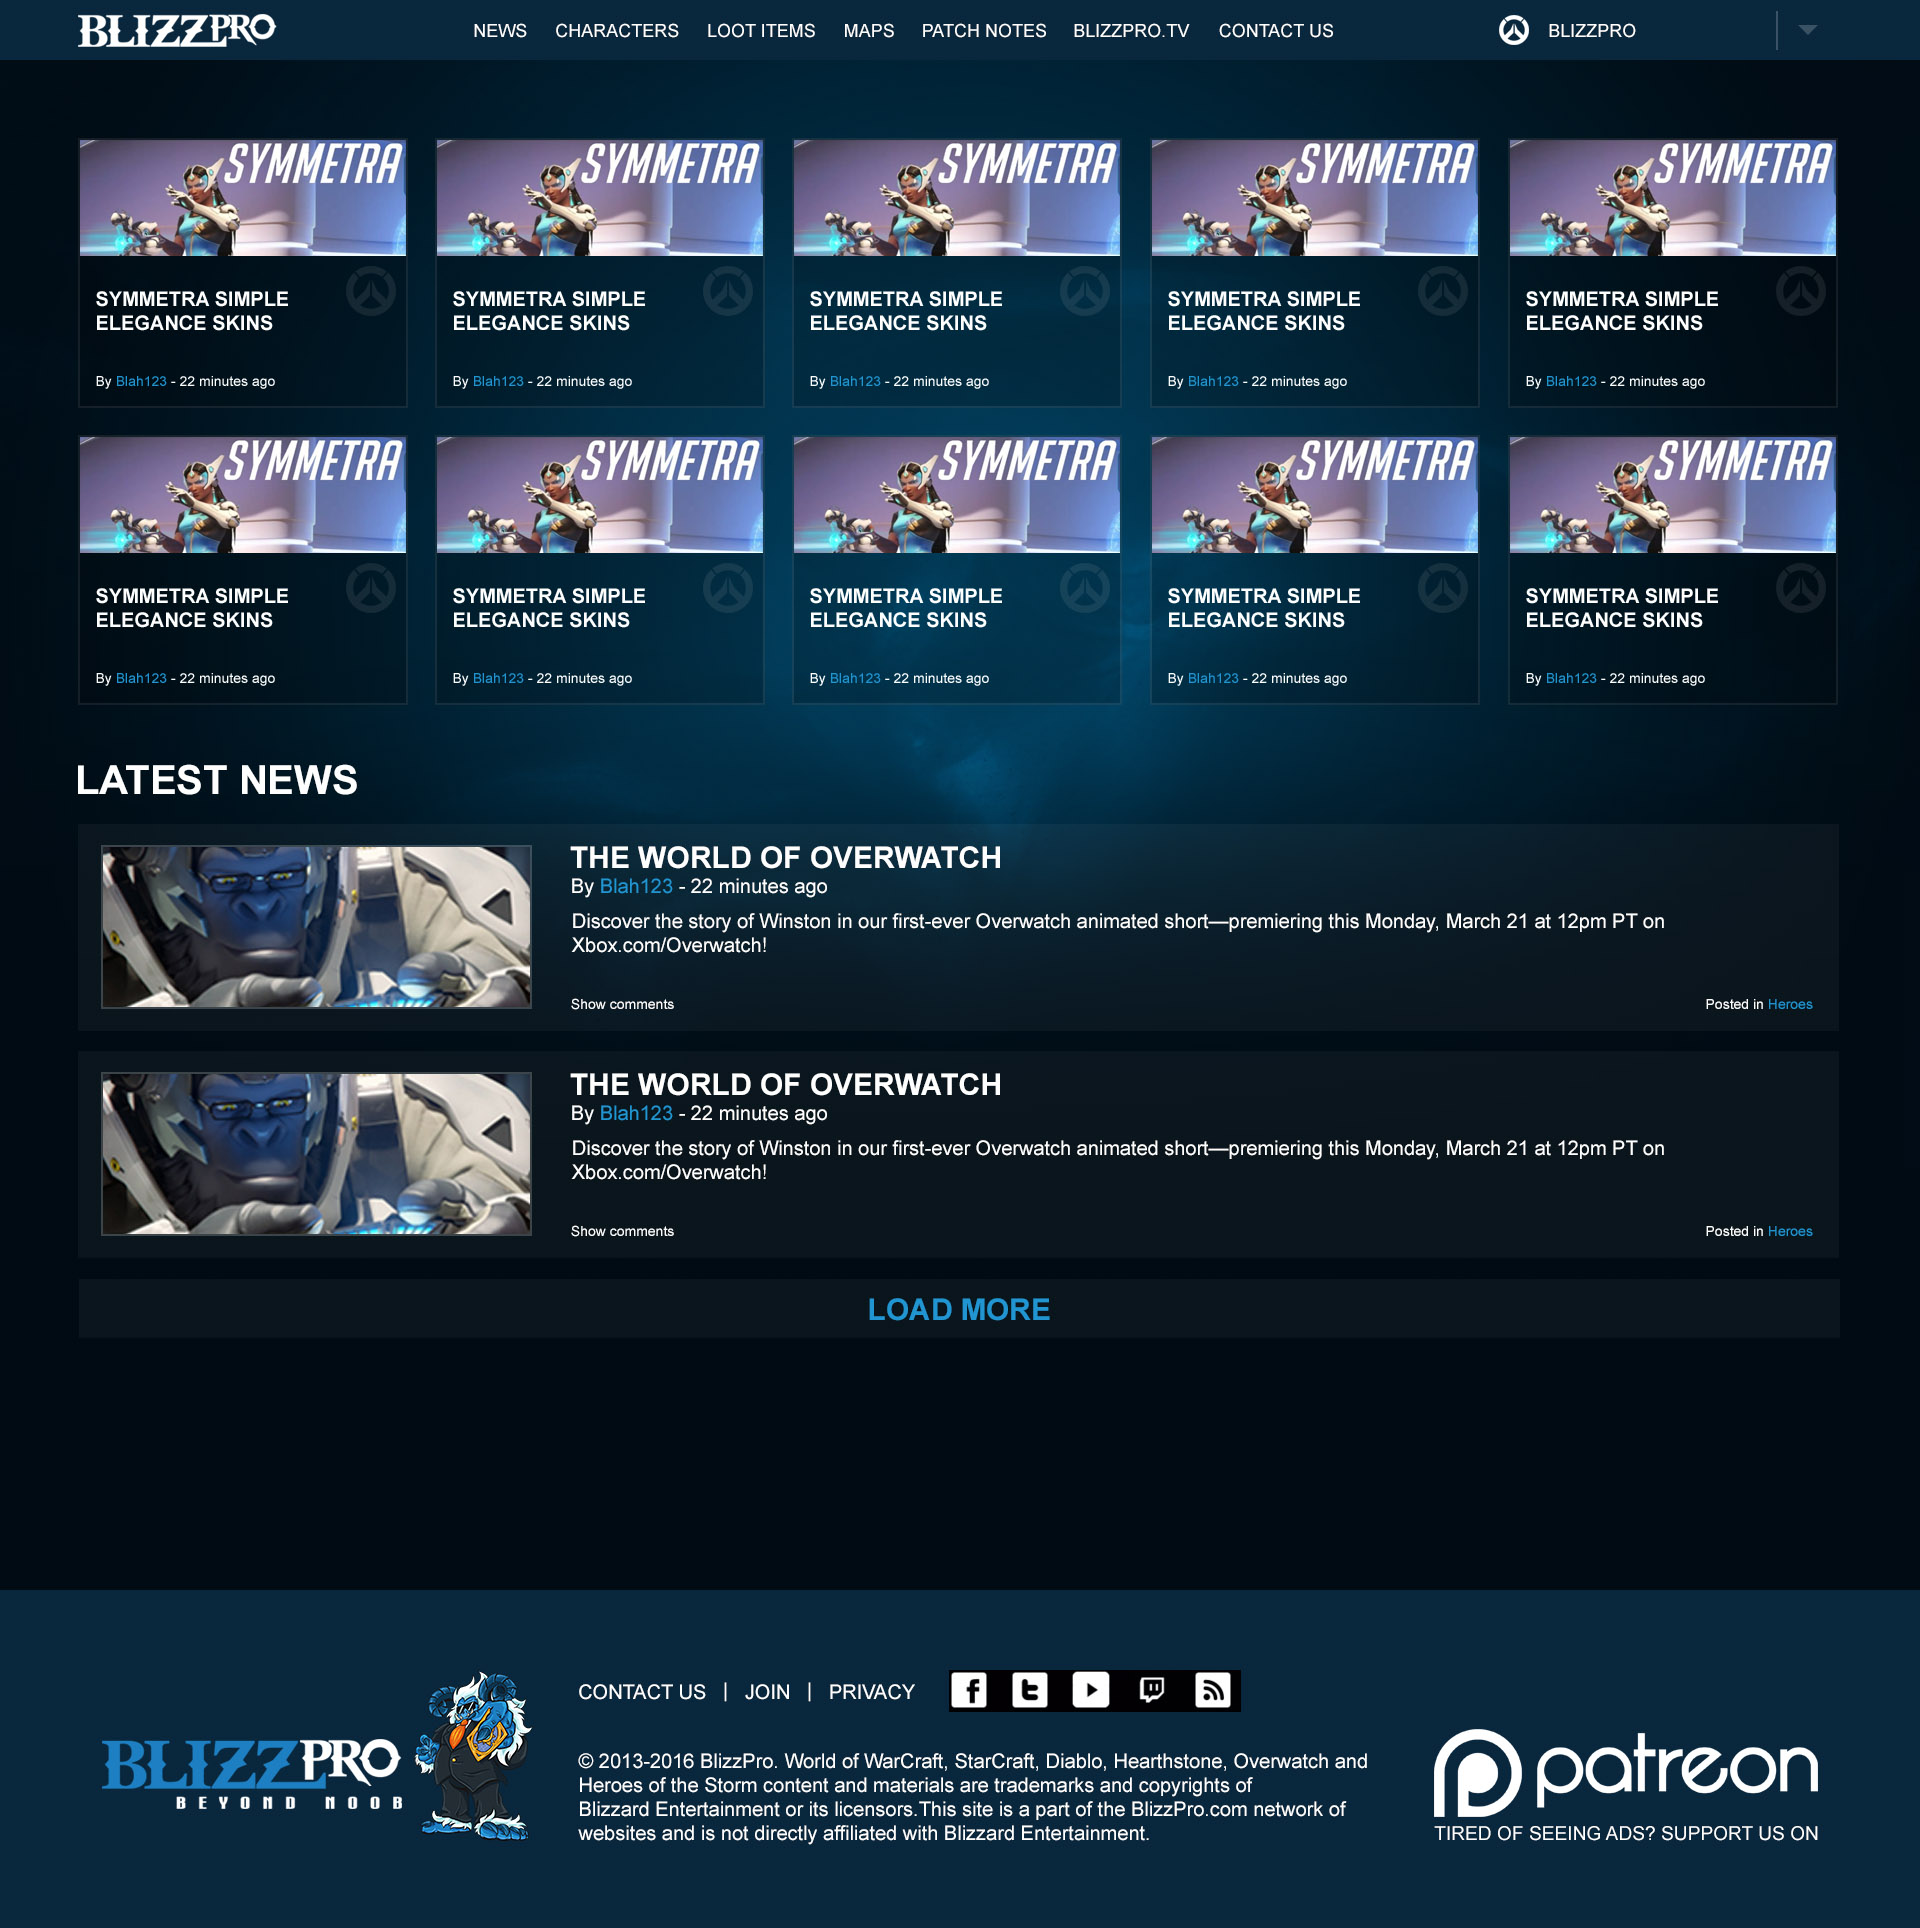 BLIZZPRO
NEWS CHARACTERS LOOT ITEMS MAPS PATCH NOTES BLIZZPRO.TV CONTACT US
BLIZZPRO
SYMMETRA SYMMETRA SYMMETRA SYMMETRA SYMMETRA
SYMMETRA SIMPLE SYMMETRA SIMPLE SYMMETRA SIMPLE SYMMETRA SIMPLE SYMMETRA SIMPLE
ELEGANCE SKINS ELEGANCE SKINS ELEGANCE SKINS ELEGANCE SKINS ELEGANCE SKINS
By Blah123 - 22 minutes ago By Blah123 - 22 minutes ago By Blah123 - 22 minutes ago By Blah123 - 22 minutes ago By Blah123 - 22 minutes ago
SYMMETRA SYMMETRA SYMMETRA SYMMETRA SYMMETRA
SYMMETRA SIMPLE SYMMETRA SIMPLE SYMMETRA SIMPLE SYMMETRA SIMPLE SYMMETRA SIMPLE
ELEGANCE SKINS ELEGANCE SKINS ELEGANCE SKINS ELEGANCE SKINS ELEGANCE SKINS
By Blah123 - 22 minutes ago By Blah123 - 22 minutes ago By Blah123 - 22 minutes ago By Blah123 - 22 minutes ago By Blah123 - 22 minutes ago
LATEST NEWS
THE WORLD OF OVERWATCH
By Blah123 - 22 minutes ago
Discover the story of Winston in our first-ever Overwatch animated short—premiering this Monday, March 21 at 12pm PT on
Xbox.com/Overwatch!
Show comments
Posted in Heroes
THE WORLD OF OVERWATCH
By Blah123 - 22 minutes ago
Discover the story of Winston in our first-ever Overwatch animated short—premiering this Monday, March 21 at 12pm PT on
Xbox.com/Overwatch!
Show comments
Posted in Heroes
LOAD MORE
BLIZZPRO
BEYOND NOOB
CONTACT US | JOIN | PRIVACY
© 2013-2016 BlizzPro. World of WarCraft, StarCraft, Diablo, Hearthstone, Overwatch and
Heroes of the Storm content and materials are trademarks and copyrights of
Blizzard Entertainment or its licensors.This site is a part of the BlizzPro.com network of
websites and is not directly affiliated with Blizzard Entertainment.
patreon
TIRED OF SEEING ADS? SUPPORT US ON